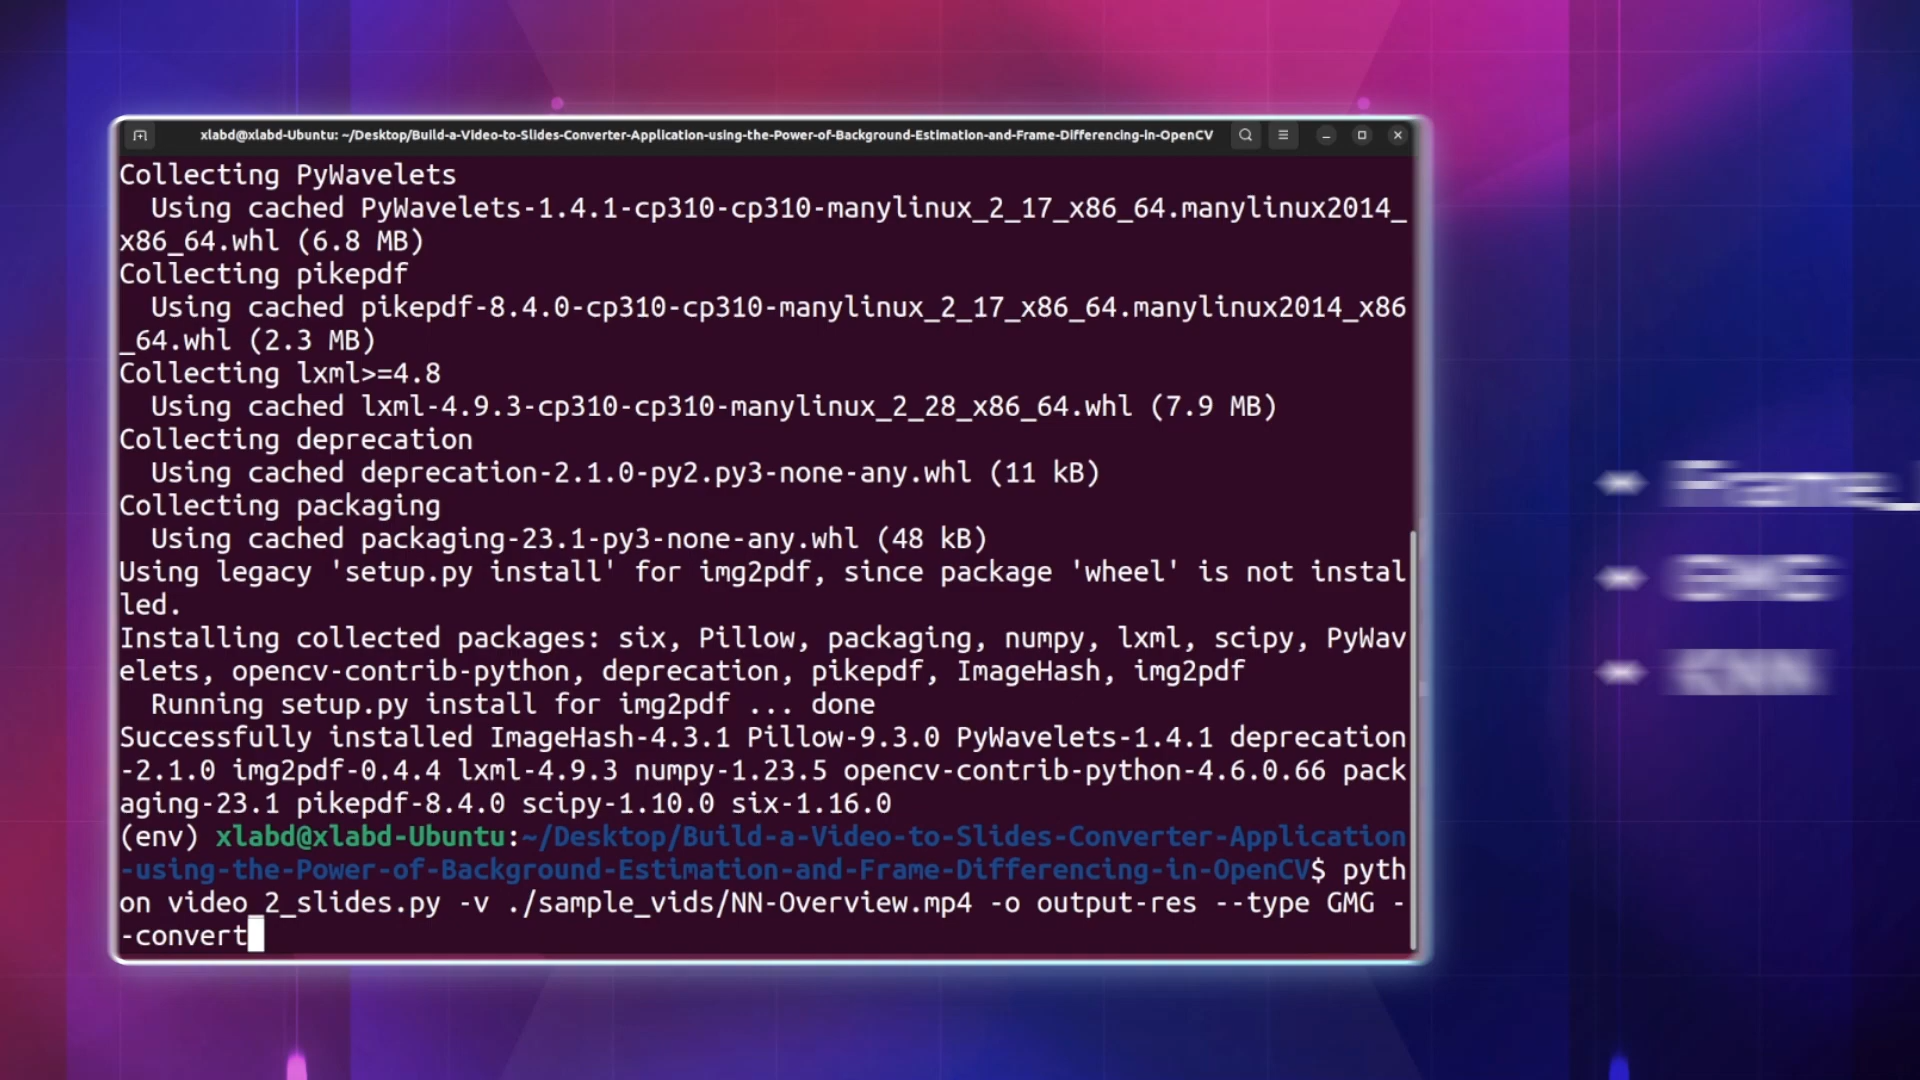 xlabd@xlabd-Ubuntu: ~/Desktop/Build-a-Video-to-Slides-Converter-Application-using-the-Power-of-Background-Estimation-and-Frame-Differencing-in-OpenCV
Collecting PyWavelets
Using cached PyWavelets-1.4.1-cp310-cp310-manylinux_2_17_x86_64.manylinux2014_
x86_64.whl (6.8 MB)
Collecting pikepdf
Using cached pikepdf-8.4.0-cp310-cp310-manylinux_2_17_x86_64.manylinux2014_x86
_64.whl (2.3 MB)
Collecting lxml>=4.8
Using cached lxml-4.9.3-cp310-cp310-manylinux_2_28_x86_64.whl (7.9 MB)
Collecting deprecation
Using cached deprecation-2.1.0-py2.py3-none-any.whl (11 kB)
Collecting packaging
Using cached packaging-23.1-py3-none-any.whl (48 kB)
Using legacy 'setup.py install' for img2pdf, since package 'wheel' is not instal
led.
Installing collected packages: six, Pillow, packaging, numpy, lxml, scipy, PyWav
elets, opencv-contrib-python, deprecation, pikepdf, ImageHash, img2pdf
Running setup.py install for img2pdf ... done
Successfully installed ImageHash-4.3.1 Pillow-9.3.0 PyWavelets-1.4.1 deprecation
-2.1.0 img2pdf-0.4.4 lxml-4.9.3 numpy-1.23.5 opencv-contrib-python-4.6.0.66 pack
aging-23.1 pikepdf-8.4.0 scipy-1.10.0 six-1.16.0
(env) xlabd@xlabd-Ubuntu:~/Desktop/Build-a-Video-to-Slides-Converter-Application
-using-the-Power-of-Background-Estimation-and-Frame-Differencing-in-OpenCV$ pyth
on video_2_slides.py -v ./sample_vids/NN-Overview.mp4 -o output-res --type GMG -
-convert
GMG
KNN